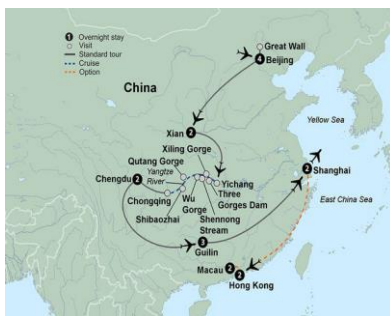 1 Overnight stay
Visit
Standard tour
Cruise
Option
Great Wall
4
Beijing
China
Yellow Sea
Xian 2
Xiling Gorge
Qutang Gorge
Yangtze
River
Chengdu 2
Yichang
Three
Gorges Dam
2
Shanghai
Chongqing
Wu
Gorge
Shibaozhai
Shennong
Stream
East China Sea
3
Guilin
Macau 2
2
Hong Kong